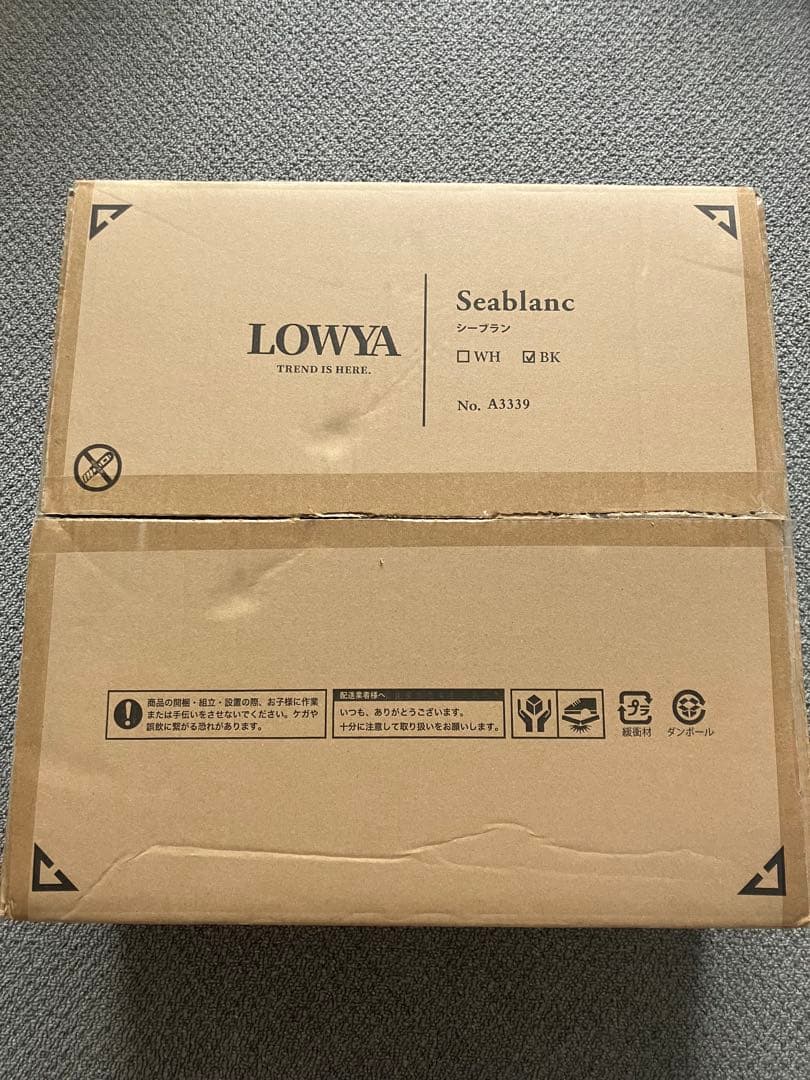 LOWYA
TREND IS HERE.
Seablanc
シーブラン
WH
BK
No. A3339
商品の開梱・組立・設置の際、お子様に作業
または手伝いをさせないでください。ケガや
誤飲に繋がる恐れがあります。
配送業者様へ
いつも、ありがとうございます。
十分に注意して取り扱いをお願いします。
プラ
緩衝材
ダンボール